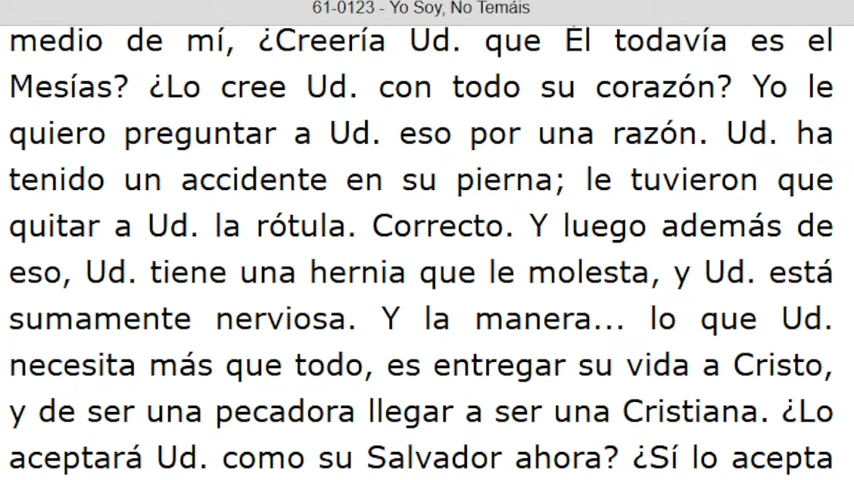 61-0123 - Yo Soy, No Temáis
medio de mí, ¿Creería Ud. que Él todavía es el
Mesías? ¿Lo cree Ud. con todo su corazón? Yo le
quiero preguntar a Ud. eso por una razón. Ud. ha
tenido un accidente en su pierna; le tuvieron que
quitar a Ud. la rótula. Correcto. Y luego además de
eso, Ud. tiene una hernia que le molesta, y Ud. está
sumamente nerviosa. Y la manera... lo que Ud.
necesita más que todo, es entregar su vida a Cristo,
y de ser una pecadora llegar a ser una Cristiana. ¿Lo
aceptará Ud. como su Salvador ahora? ¿Sí lo acepta